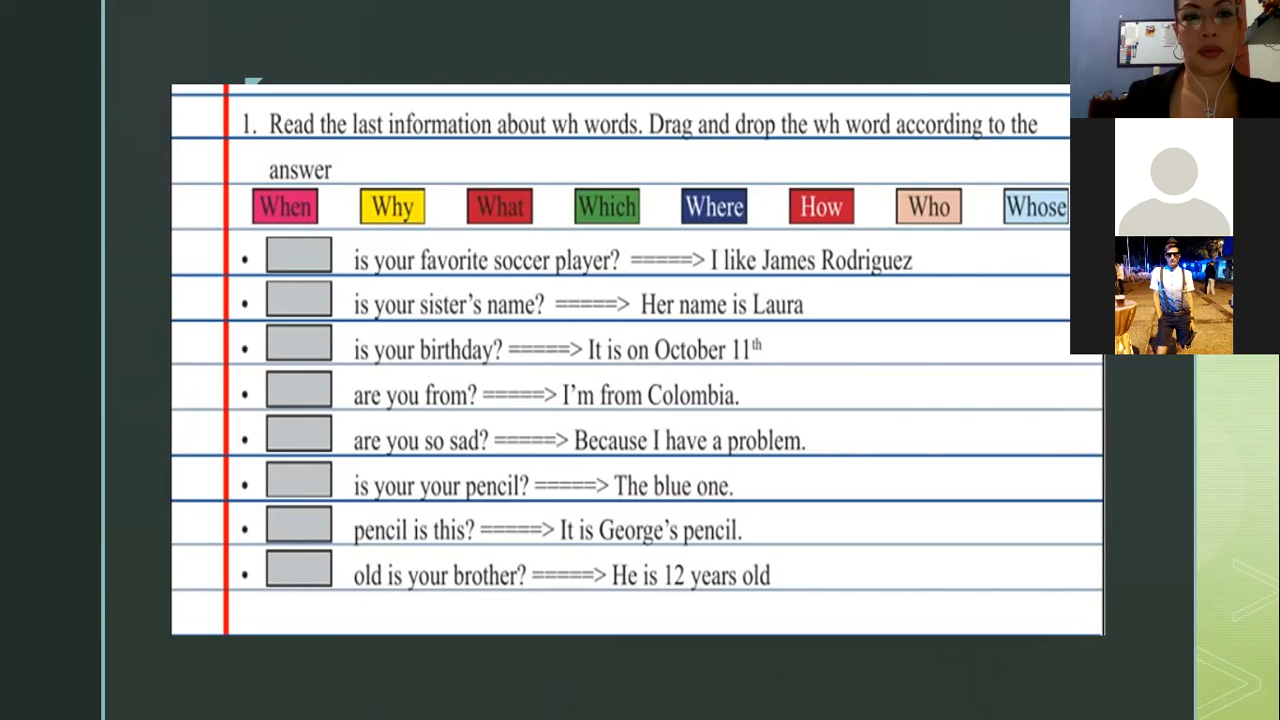 1. Read the last information about wh words. Drag and drop the wh word according to the
answer
When Why What Which Where How Who Whose
• is your favorite soccer player? =====> I like James Rodriguez
• is your sister's name? =====> Her name is Laura
• is your birthday? =====> It is on October 11th
• are you from? =====> I'm from Colombia.
• are you so sad? =====> Because I have a problem.
• is your your pencil? =====> The blue one.
• pencil is this? =====> It is George's pencil.
• old is your brother? =====> He is 12 years old